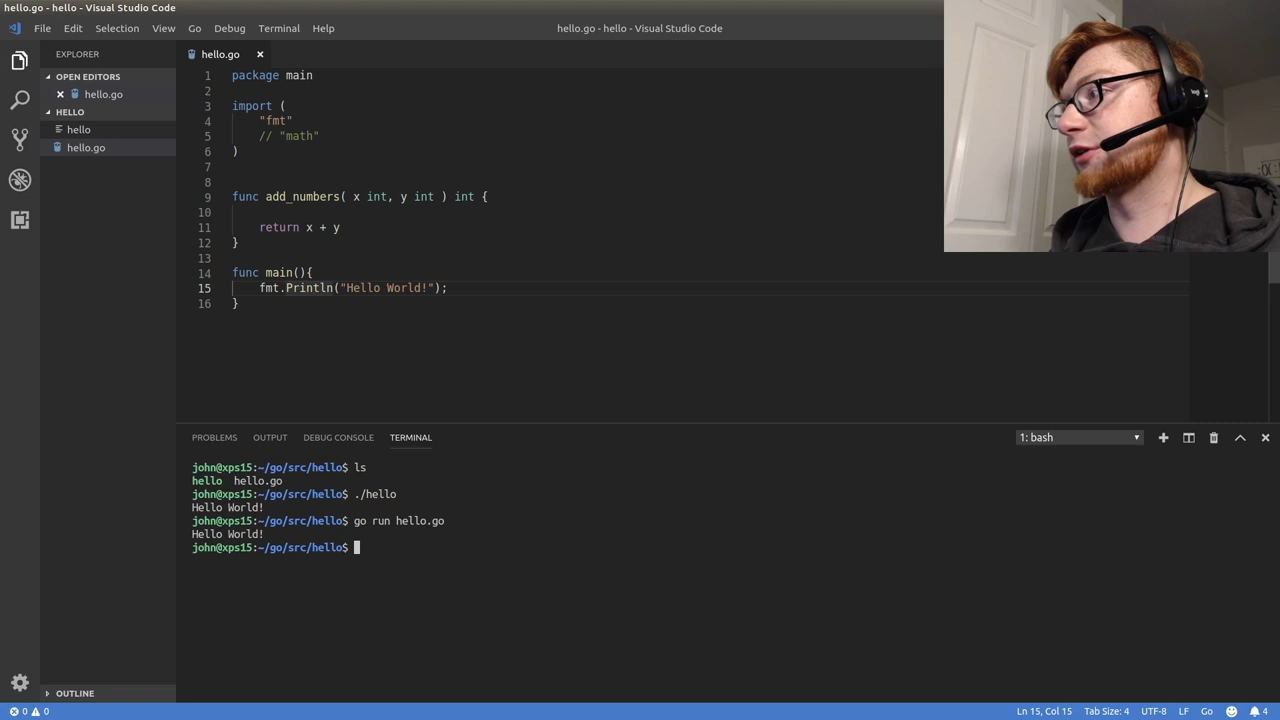 hello.go - hello - Visual Studio Code
File Edit Selection View Go Debug Terminal Help
hello.go - hello - Visual Studio Code
EXPLORER
OPEN EDITORS
hello.go
HELLO
hello
hello.go
OUTLINE
hello.go
1 package main
2
3 import (
4 "fmt"
5 // "math"
6 )
7
8
9 func add_numbers( x int, y int ) int {
10
11 return x + y
12 }
13
14 func main(){
15 fmt.Println("Hello World!");
16 }
PROBLEMS OUTPUT DEBUG CONSOLE TERMINAL
1: bash
john@xps15:~/go/src/hello$ ls
hello hello.go
john@xps15:~/go/src/hello$ ./hello
Hello World!
john@xps15:~/go/src/hello$ go run hello.go
Hello World!
john@xps15:~/go/src/hello$
0 0 Ln 15, Col 15 Tab Size: 4 UTF-8 LF Go 4